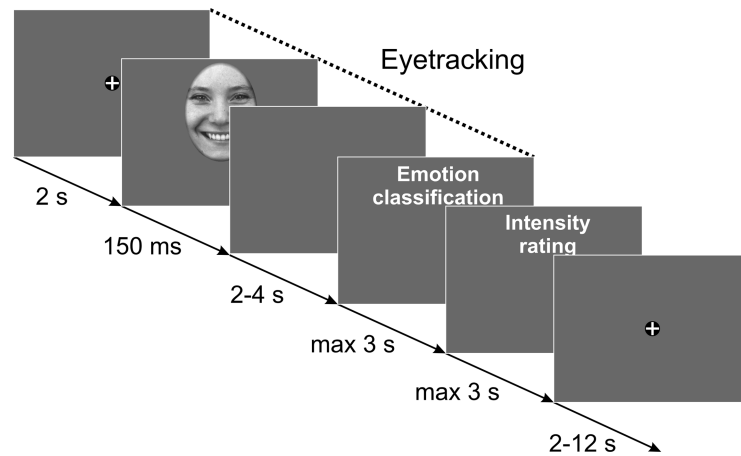 Eyetracking
Emotion
classification
Intensity
rating
2 s
150 ms
2-4 s
max 3 s
max 3 s
2-12 s